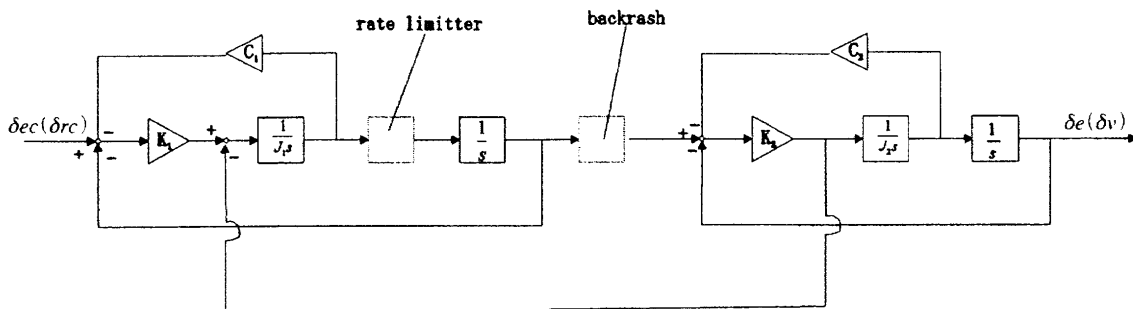 rate limitter
backrash
C₁
C₂
δec(δrc)
+
−
−
K₁
+
−
1
J₁s
1
s
+
−
−
K₂
1
J₂s
1
s
δe(δv)